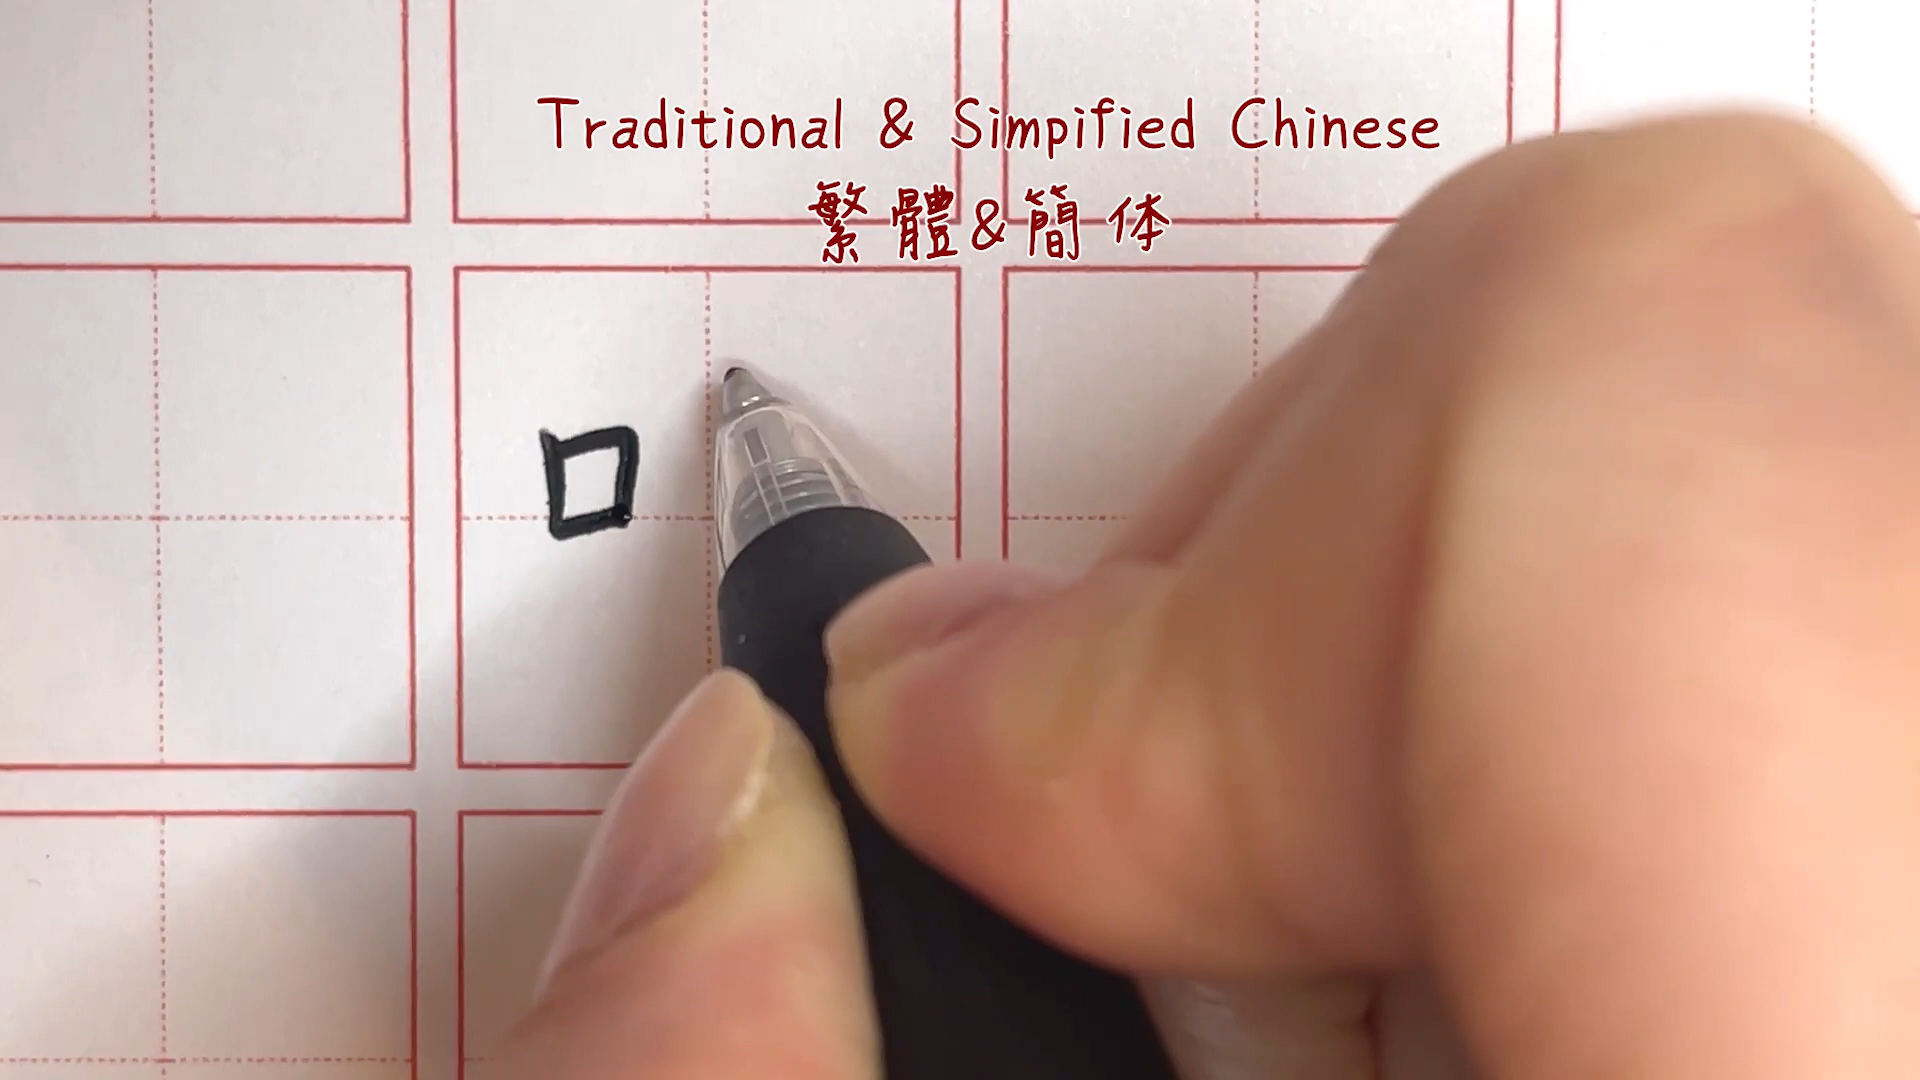 Traditional & Simpified Chinese
繁體&簡体
口